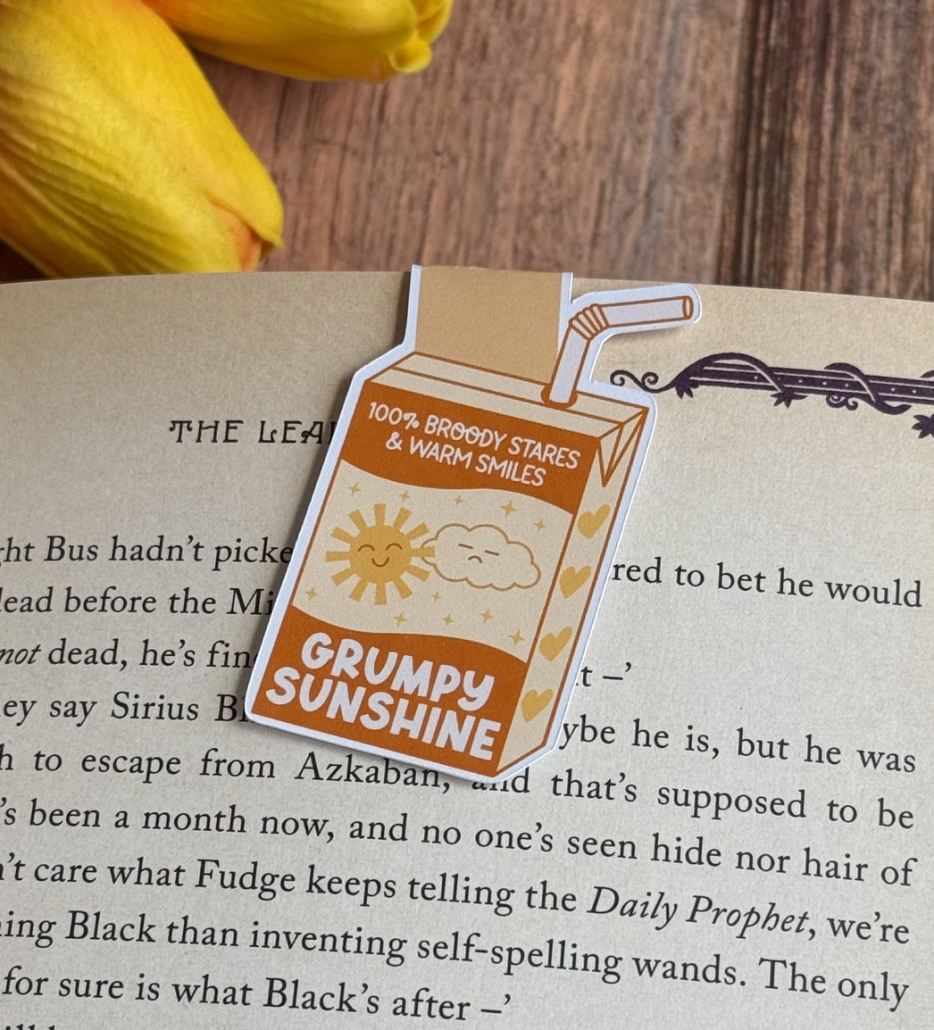 THE LEA
100% BROODY STARES
& WARM SMILES
GRUMPY
SUNSHINE
ght Bus hadn't picke red to bet he would
dead before the Mi
not dead, he's fin t –'
ey say Sirius Bl ybe he is, but he was
h to escape from Azkaban, and that's supposed to be
's been a month now, and no one's seen hide nor hair of
n't care what Fudge keeps telling the Daily Prophet, we're
ing Black than inventing self-spelling wands. The only
for sure is what Black's after –'